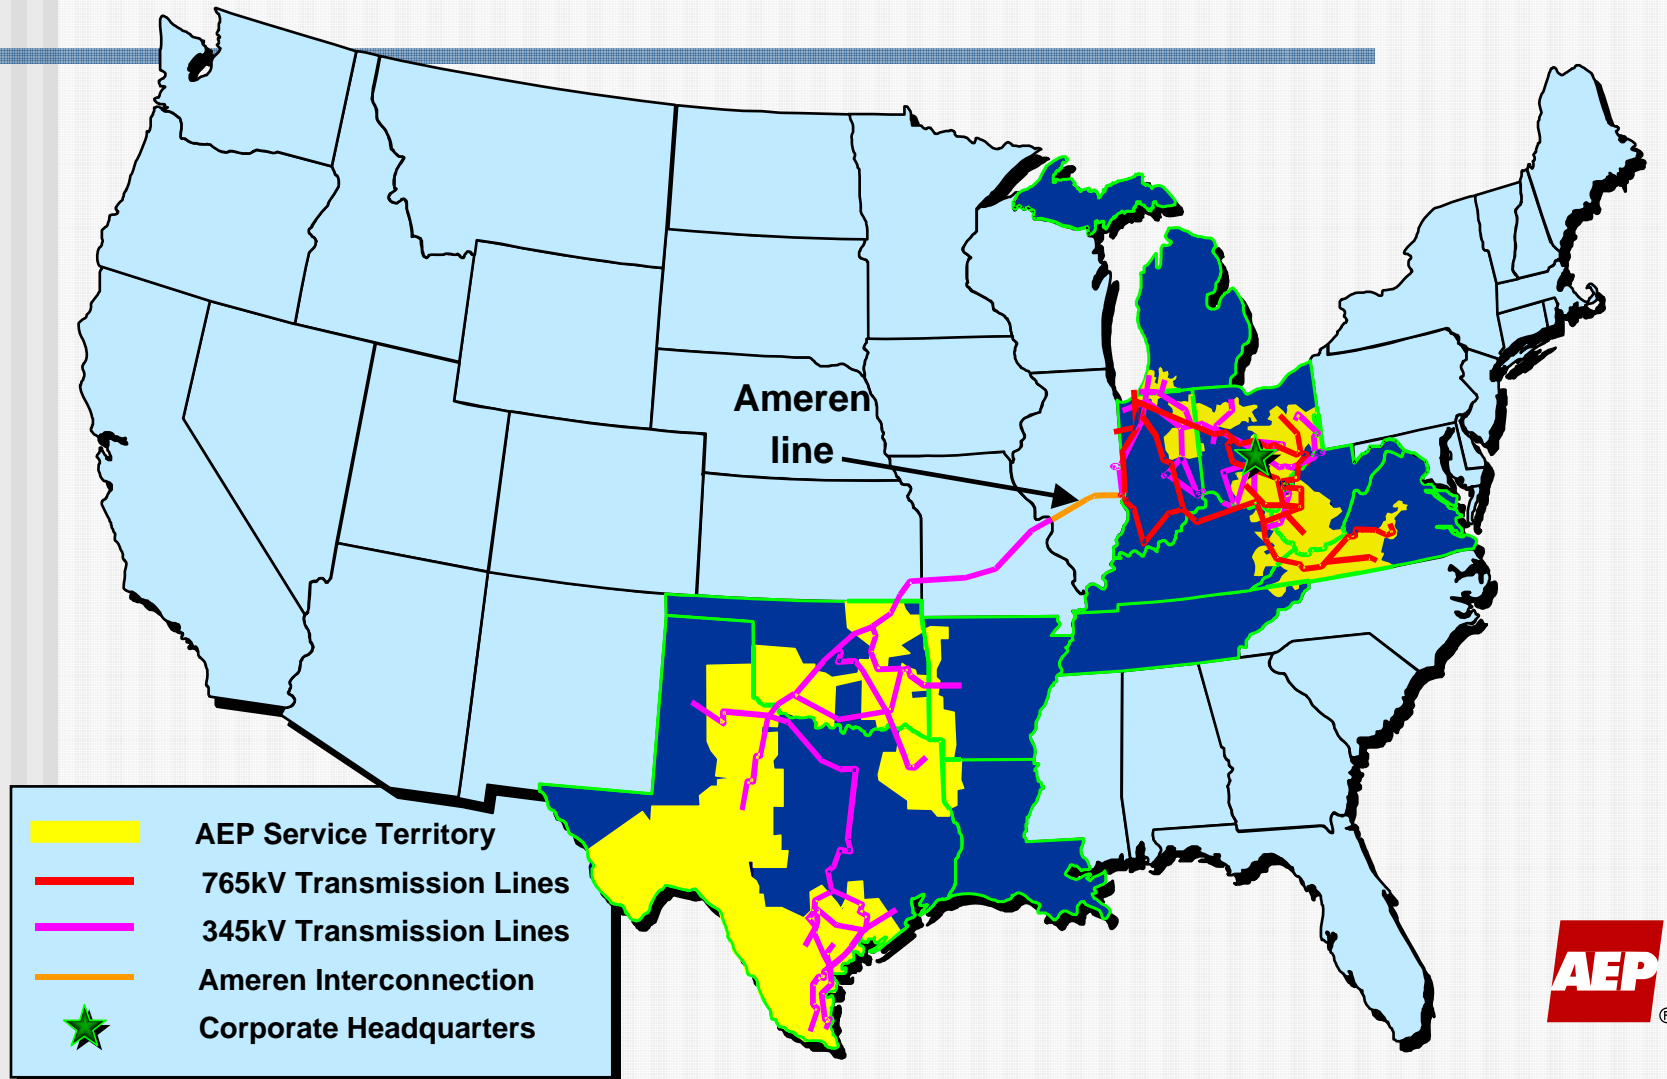 Ameren
line
AEP Service Territory
765kV Transmission Lines
345kV Transmission Lines
Ameren Interconnection
Corporate Headquarters
AEP
®